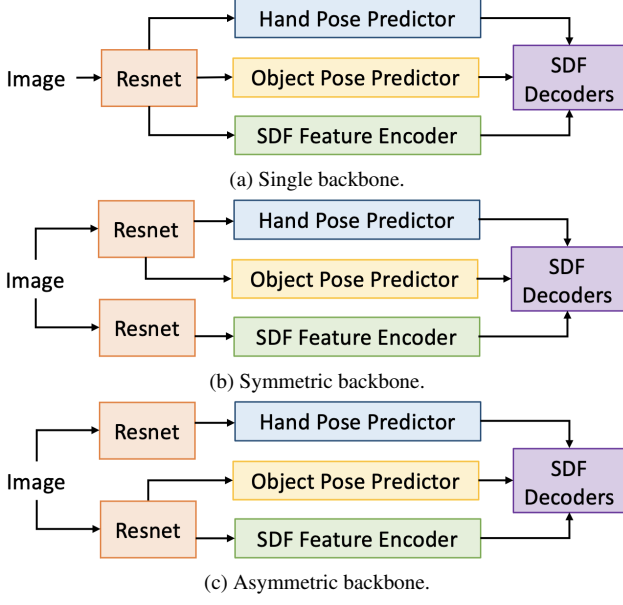 Hand Pose Predictor
Image
Resnet
Object Pose Predictor
SDF
Decoders
SDF Feature Encoder
(a) Single backbone.
Resnet
Hand Pose Predictor
Image
Object Pose Predictor
SDF
Decoders
Resnet
SDF Feature Encoder
(b) Symmetric backbone.
Resnet
Hand Pose Predictor
Image
Object Pose Predictor
SDF
Decoders
Resnet
SDF Feature Encoder
(c) Asymmetric backbone.